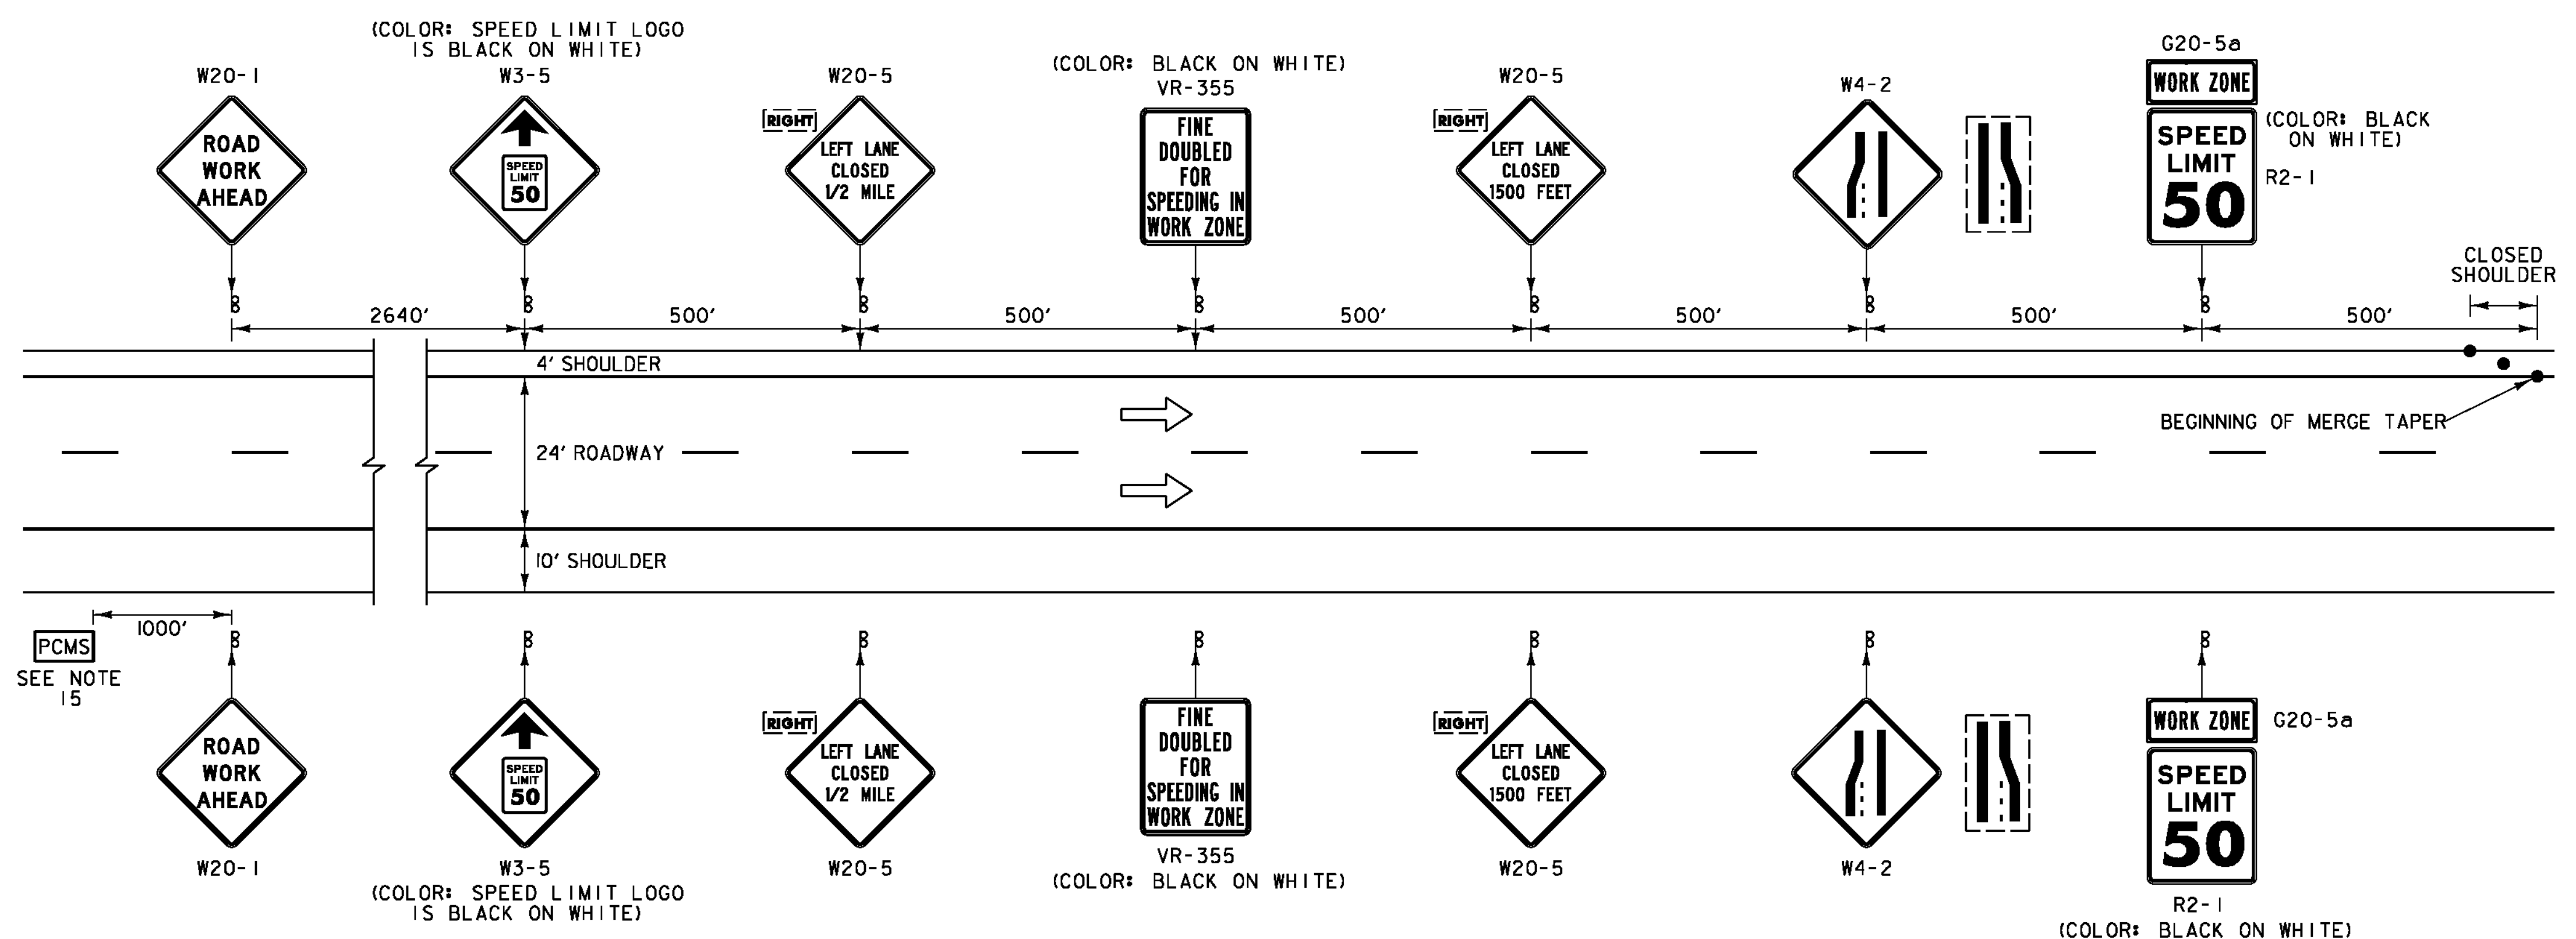 (COLOR: SPEED LIMIT LOGO
IS BLACK ON WHITE)
W20-1
W3-5
W20-5
(COLOR: BLACK ON WHITE)
VR-355
W20-5
W4-2
G20-5a
ROAD
WORK
AHEAD
SPEED
LIMIT
50
RIGHT
LEFT LANE
CLOSED
1/2 MILE
FINE
DOUBLED
FOR
SPEEDING IN
WORK ZONE
RIGHT
LEFT LANE
CLOSED
1500 FEET
WORK ZONE
SPEED
LIMIT
50
(COLOR: BLACK
ON WHITE)
R2-1
CLOSED
SHOULDER
2640'
500'
500'
500'
500'
500'
500'
4' SHOULDER
BEGINNING OF MERGE TAPER
24' ROADWAY
10' SHOULDER
1000'
PCMS
SEE NOTE
15
ROAD
WORK
AHEAD
W20-1
SPEED
LIMIT
50
W3-5
(COLOR: SPEED LIMIT LOGO
IS BLACK ON WHITE)
RIGHT
LEFT LANE
CLOSED
1/2 MILE
W20-5
FINE
DOUBLED
FOR
SPEEDING IN
WORK ZONE
VR-355
(COLOR: BLACK ON WHITE)
RIGHT
LEFT LANE
CLOSED
1500 FEET
W20-5
W4-2
WORK ZONE
G20-5a
SPEED
LIMIT
50
R2-1
(COLOR: BLACK ON WHITE)